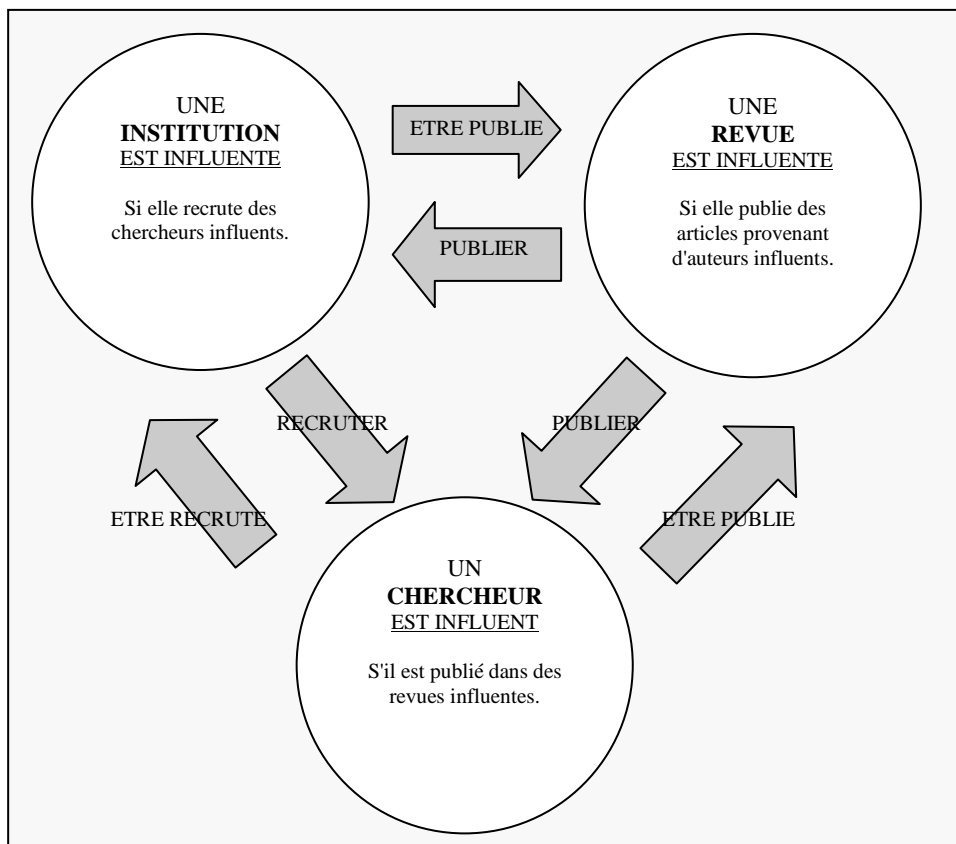 UNE
INSTITUTION
EST INFLUENTE
Si elle recrute des
chercheurs influents.
ETRE PUBLIE
PUBLIER
UNE
REVUE
EST INFLUENTE
Si elle publie des
articles provenant
d'auteurs influents.
RECRUTER
PUBLIER
ETRE RECRUTE
ETRE PUBLIE
UN
CHERCHEUR
EST INFLUENT
S'il est publié dans des
revues influentes.